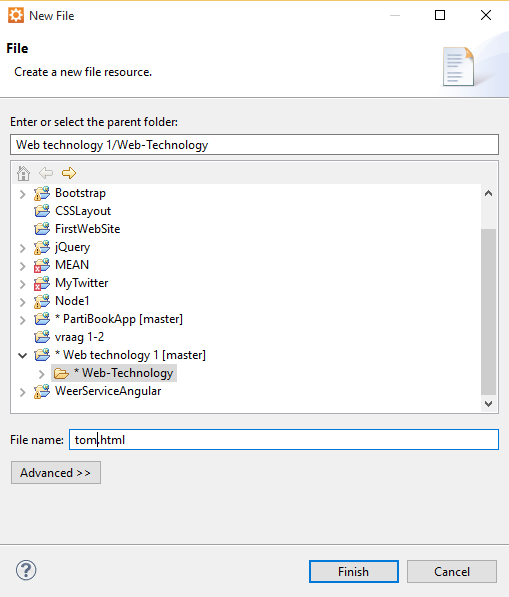 New File
File
Create a new file resource.
Enter or select the parent folder:
Web technology 1/Web-Technology
Bootstrap
CSSLayout
FirstWebSite
jQuery
MEAN
MyTwitter
Node1
* PartiBookApp [master]
vraag 1-2
* Web technology 1 [master]
* Web-Technology
WeerServiceAngular
File name: tom.html
Advanced >>
? Finish Cancel